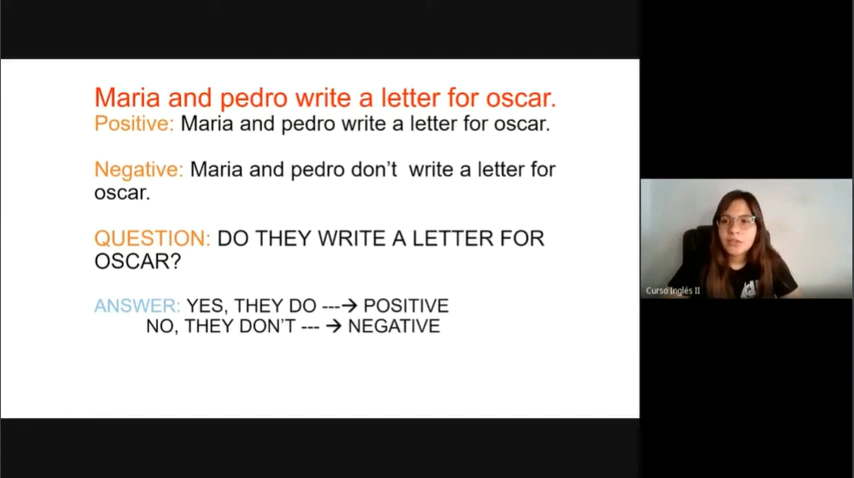 Maria and pedro write a letter for oscar.
Positive: Maria and pedro write a letter for oscar.
Negative: Maria and pedro don't  write a letter for
oscar.
QUESTION: DO THEY WRITE A LETTER FOR
OSCAR?
ANSWER: YES, THEY DO ---→ POSITIVE
NO, THEY DON'T --- → NEGATIVE
Curso Inglés II